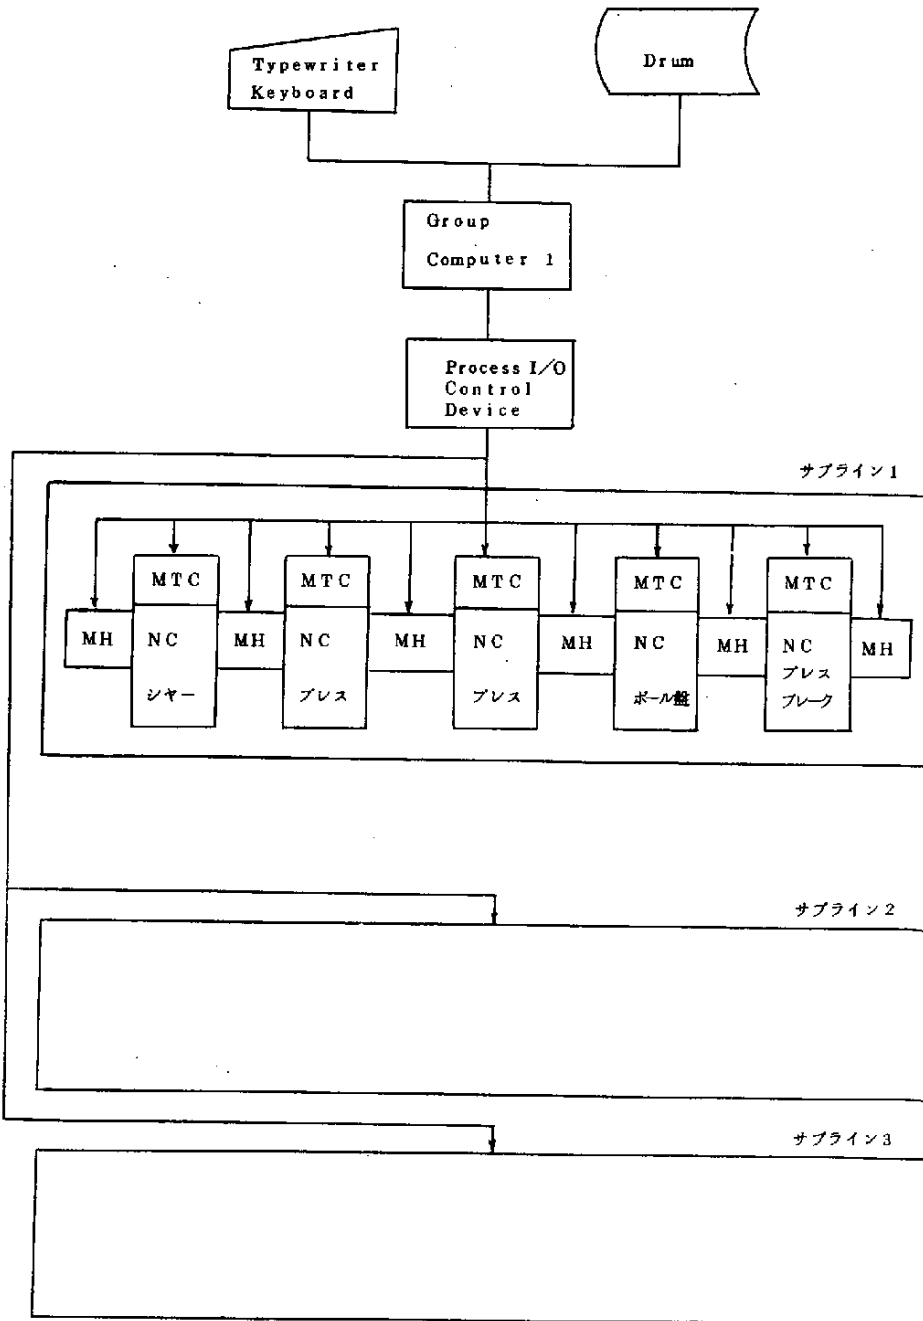 Typewriter
Keyboard
Drum
Group
Computer 1
Process I/O
Control
Device
サブライン1
MTC
MTC
MTC
MTC
MTC
MH
NC
シャー
MH
NC
プレス
MH
NC
プレス
MH
NC
ボール盤
MH
NC
プレス
ブレーク
MH
サブライン2
サブライン3